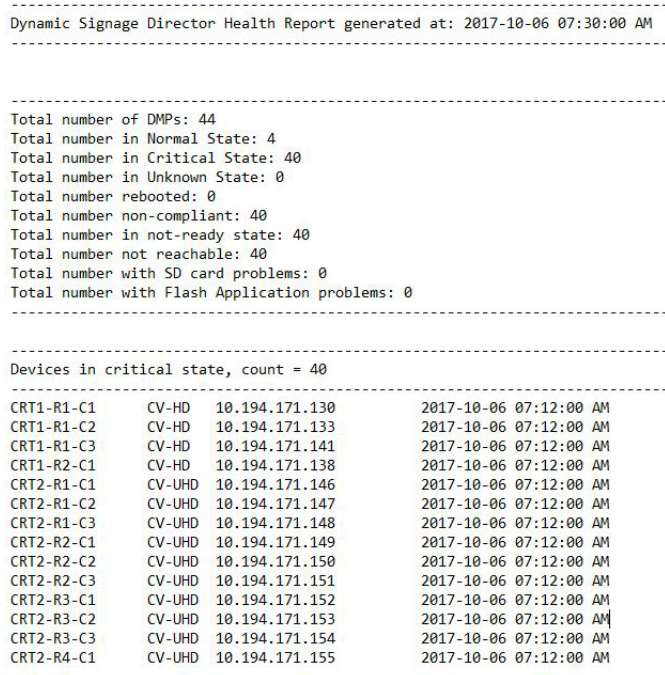 Dynamic Signage Director Health Report generated at: 2017-10-06 07:30:00 AM
Total number of DMPs: 44
Total number in Normal State: 4
Total number in Critical State: 40
Total number in Unknown State: 0
Total number rebooted: 0
Total number non-compliant: 40
Total number in not-ready state: 40
Total number not reachable: 40
Total number with SD card problems: 0
Total number with Flash Application problems: 0
Devices in critical state, count = 40
CRT1-R1-C1 CV-HD 10.194.171.130 2017-10-06 07:12:00 AM
CRT1-R1-C2 CV-HD 10.194.171.133 2017-10-06 07:12:00 AM
CRT1-R1-C3 CV-HD 10.194.171.141 2017-10-06 07:12:00 AM
CRT1-R2-C1 CV-HD 10.194.171.138 2017-10-06 07:12:00 AM
CRT2-R1-C1 CV-UHD 10.194.171.146 2017-10-06 07:12:00 AM
CRT2-R1-C2 CV-UHD 10.194.171.147 2017-10-06 07:12:00 AM
CRT2-R1-C3 CV-UHD 10.194.171.148 2017-10-06 07:12:00 AM
CRT2-R2-C1 CV-UHD 10.194.171.149 2017-10-06 07:12:00 AM
CRT2-R2-C2 CV-UHD 10.194.171.150 2017-10-06 07:12:00 AM
CRT2-R2-C3 CV-UHD 10.194.171.151 2017-10-06 07:12:00 AM
CRT2-R3-C1 CV-UHD 10.194.171.152 2017-10-06 07:12:00 AM
CRT2-R3-C2 CV-UHD 10.194.171.153 2017-10-06 07:12:00 AM
CRT2-R3-C3 CV-UHD 10.194.171.154 2017-10-06 07:12:00 AM
CRT2-R4-C1 CV-UHD 10.194.171.155 2017-10-06 07:12:00 AM